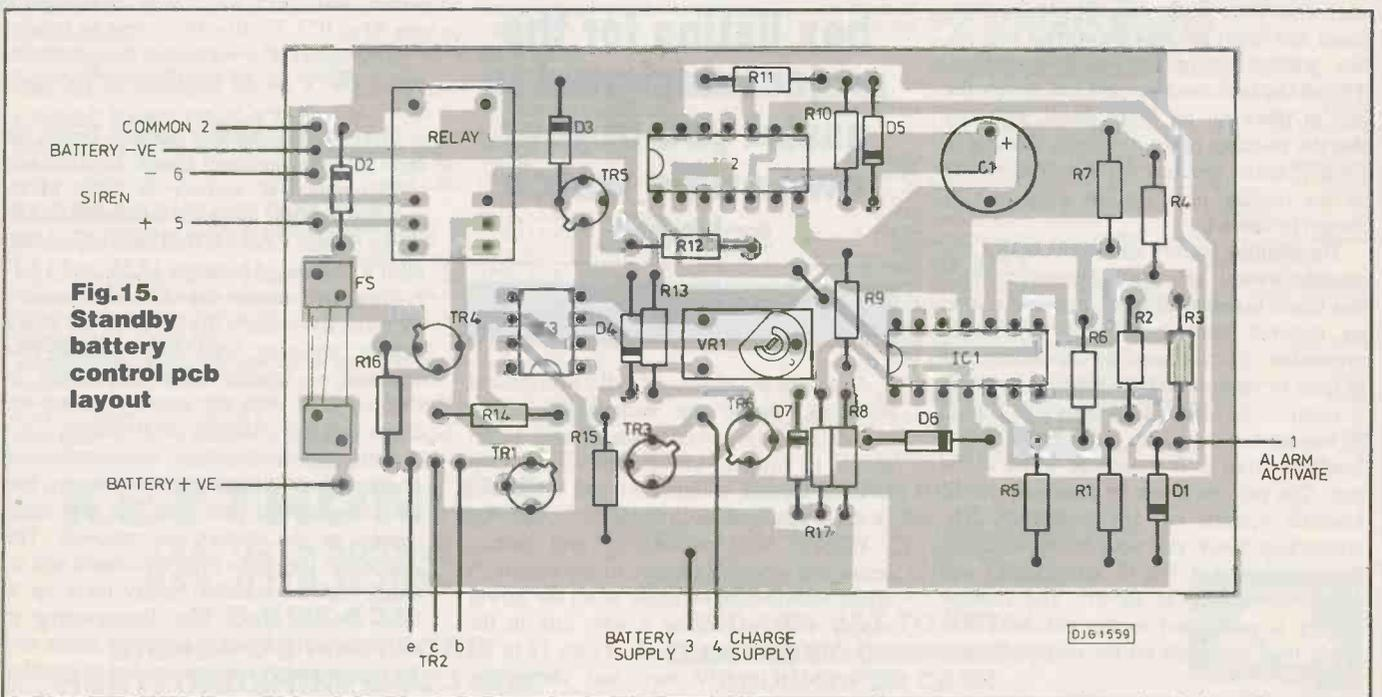 R11
COMMON 2
BATTERY -VE
- 6
SIREN
+ 5
D2
RELAY
D3
TR5
R10
D5
C1
+
R7
R4
R12
Fig.15.
Standby
battery
control pcb
layout
FS
TR4
R13
D4
VR1
R9
IC1
R6
R2
R3
R16
R14
R15
TR3
TR6
D7
R8
D6
TR1
BATTERY + VE
R17
R5
R1
D1
1
ALARM
ACTIVATE
e c b
TR2
BATTERY 3 4 CHARGE
SUPPLY SUPPLY
DJG1559